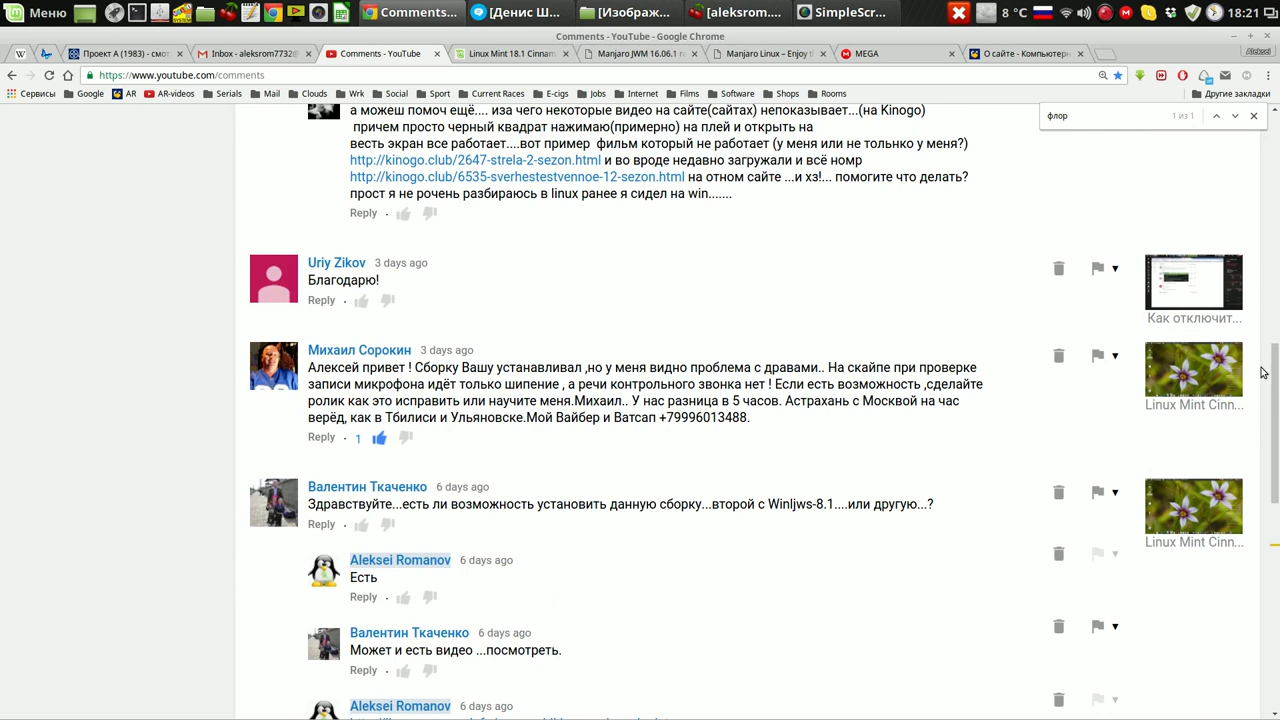 Меню
Comments...
[Денис Ш...
[Изображ...
[aleksrom....
SimpleScr...
8 °C
18:21
Comments - YouTube - Google Chrome
Проект А (1983) - смот
Inbox - aleksrom7732@
Comments - YouTube
Linux Mint 18.1 Cinnam
Manjaro JWM 16.06.1 re
Manjaro Linux – Enjoy t
MEGA
О сайте - Компьютерн
Aleksei
https://www.youtube.com/comments
Сервисы
Google
AR
AR-videos
Serials
Mail
Clouds
Wrk
Social
Sport
Current Races
E-cigs
Jobs
Internet
Films
Software
Shops
Rooms
Другие закладки
флор
1 из 1
а можеш помоч ещё.... иза чего некоторые видео на сайте(сайтах) непоказывает...(на Kinogo)
причем просто черный квадрат нажимаю(примерно) на плей и открыть на
весть экран все работает....вот пример фильм который не работает (у меня или не толнько у меня?)
http://kinogo.club/2647-strela-2-sezon.html и во вроде недавно загружали и всё номр
http://kinogo.club/6535-sverhestestvennoe-12-sezon.html на отном сайте ...и хз!... помогите что делать?
прост я не рочень разбираюсь в linux ранее я сидел на win.......
Reply
Uriy Zikov 3 days ago
Благодарю!
Reply
Как отключит...
Михаил Сорокин 3 days ago
Алексей привет ! Сборку Вашу устанавливал ,но у меня видно проблема с дравами.. На скайпе при проверке
записи микрофона идёт только шипение , а речи контрольного звонка нет ! Если есть возможность ,сделайте
ролик как это исправить или научите меня.Михаил.. У нас разница в 5 часов. Астрахань с Москвой на час
верёд, как в Тбилиси и Ульяновске.Мой Вайбер и Ватсап +79996013488.
Reply 1
Linux Mint Cinn...
Валентин Ткаченко 6 days ago
Здравствуйте...есть ли возможность установить данную сборку...второй с Winljws-8.1....или другую...?
Reply
Linux Mint Cinn...
Aleksei Romanov 6 days ago
Есть
Reply
Валентин Ткаченко 6 days ago
Может и есть видео ...посмотреть.
Reply
Aleksei Romanov 6 days ago